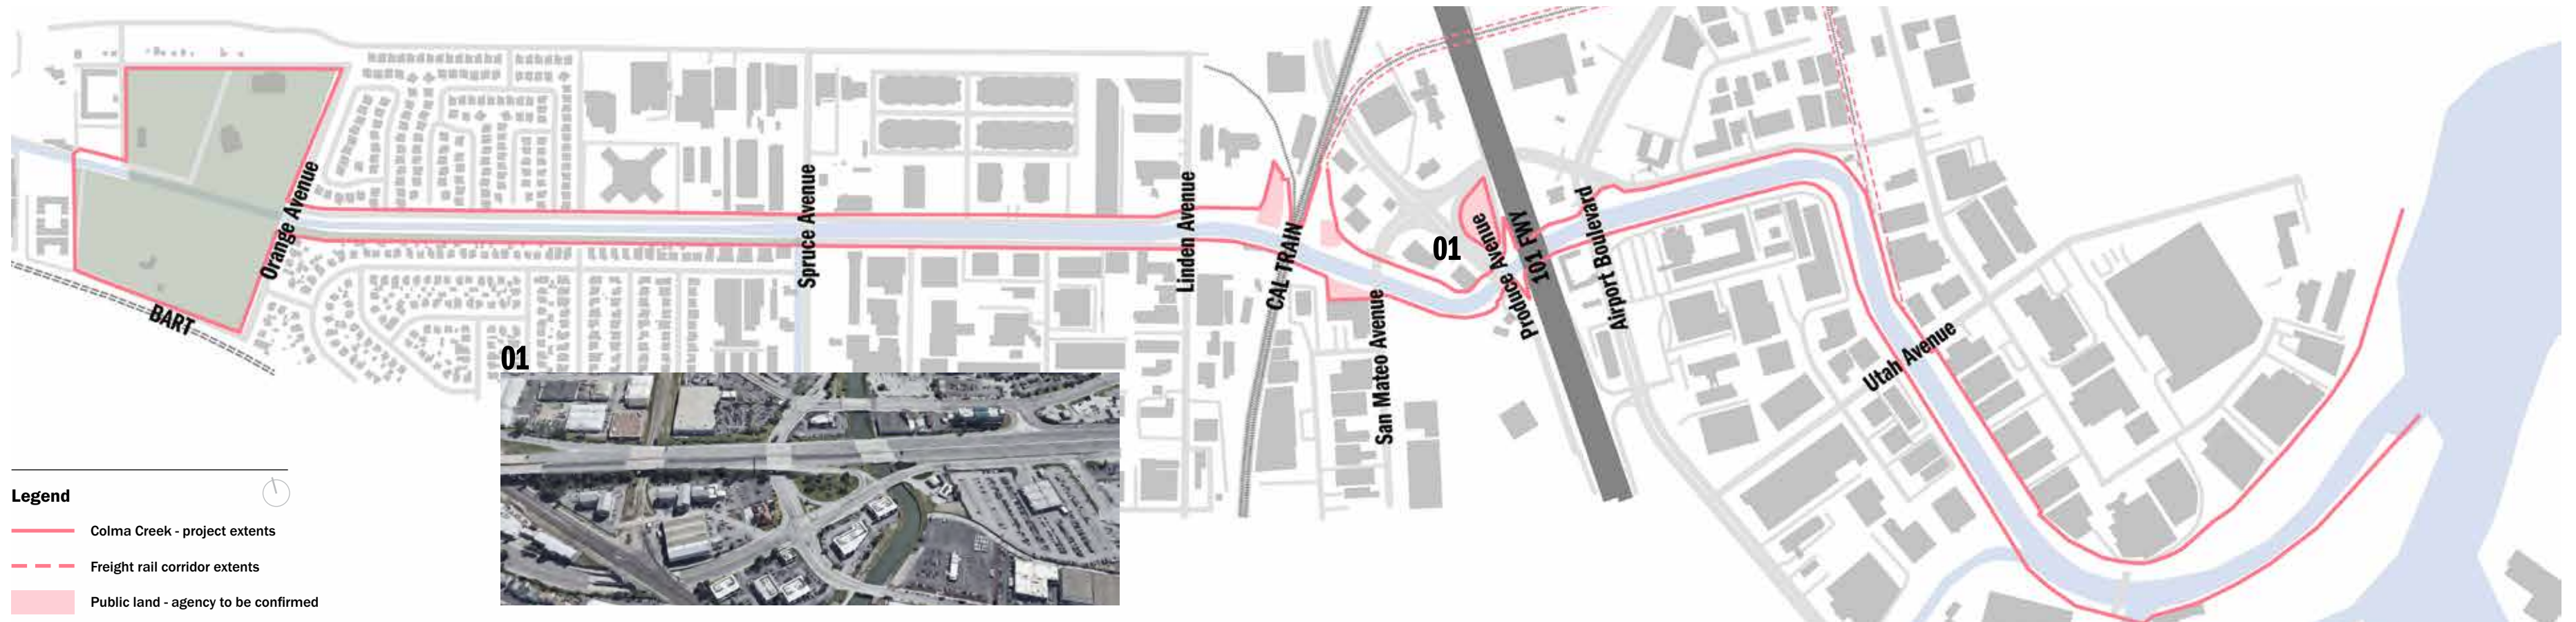 Orange Avenue
BART
Spruce Avenue
Linden Avenue
CAL TRAIN
San Mateo Avenue
01
Produce Avenue
101 FWY
Airport Boulevard
Utah Avenue
01
Legend
Colma Creek - project extents
Freight rail corridor extents
Public land - agency to be confirmed